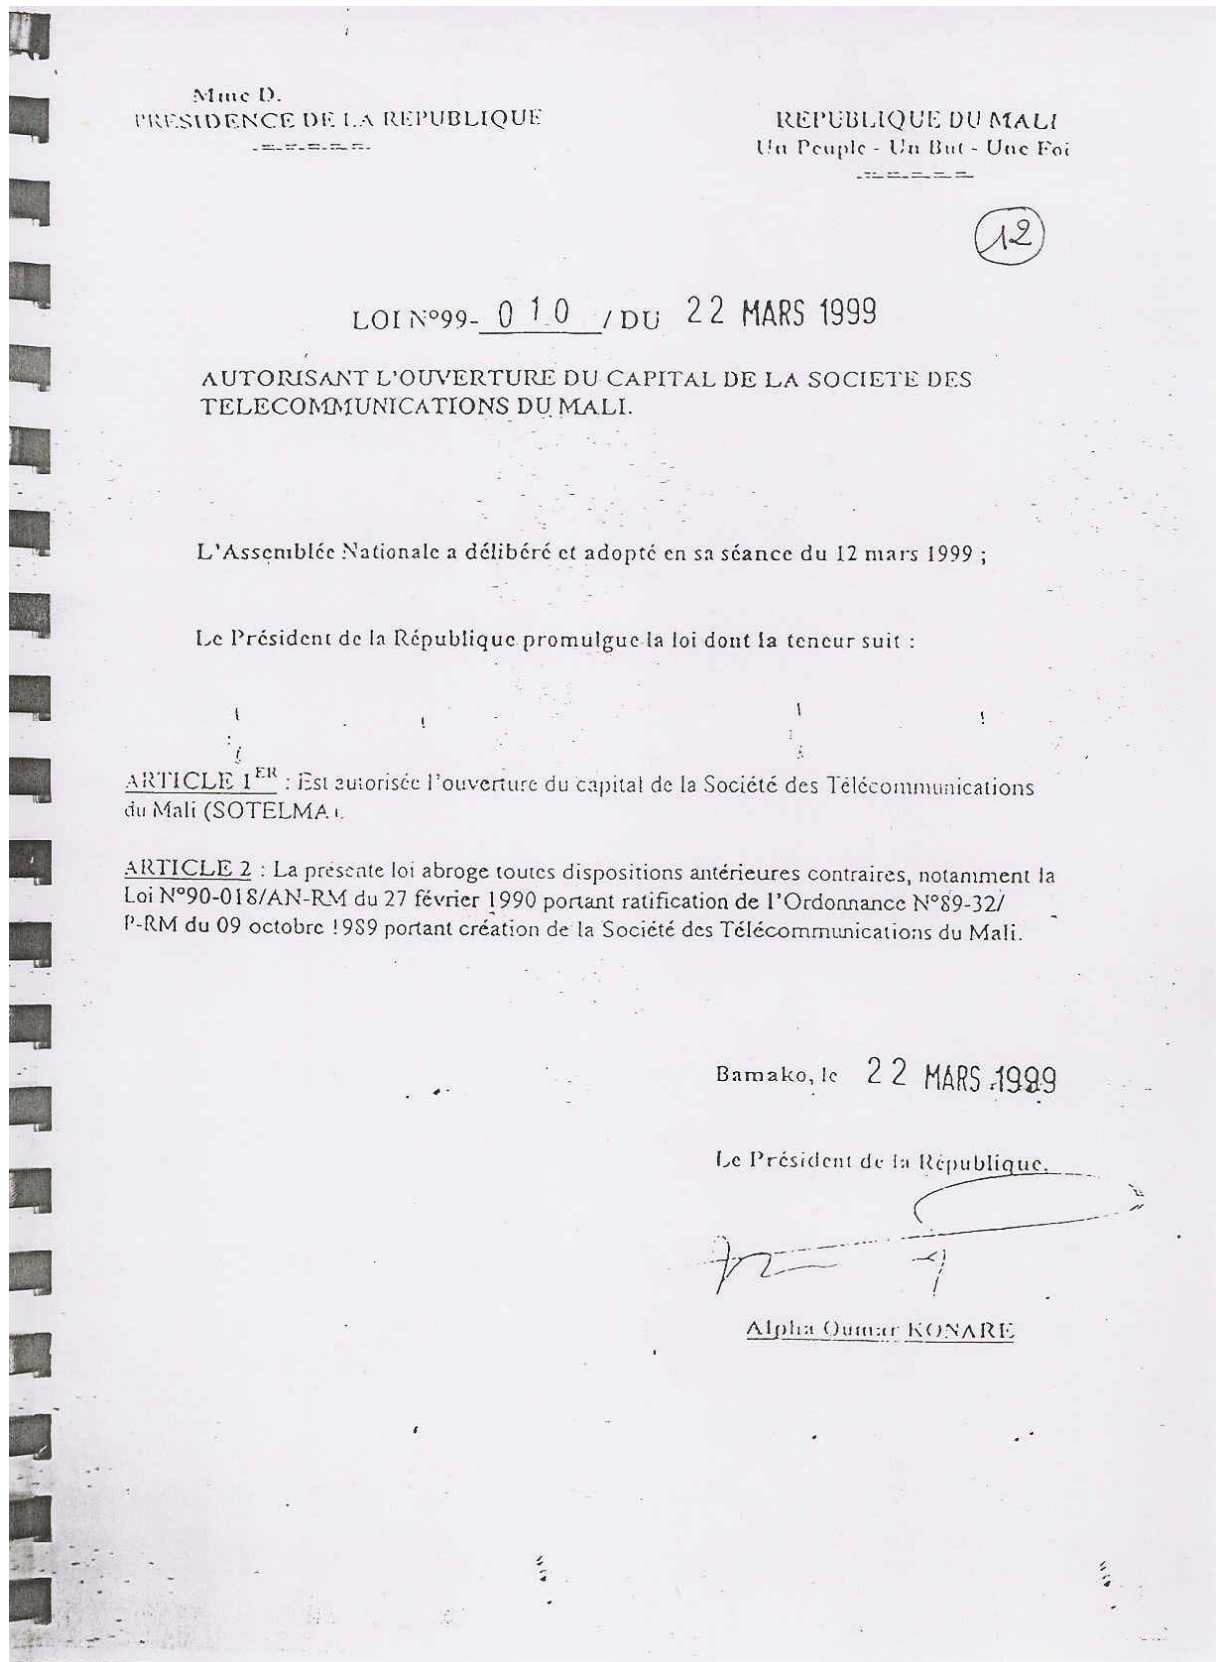 Mme D.
PRESIDENCE DE LA REPUBLIQUE
-=-=-=-=-=-
REPUBLIQUE DU MALI
Un Peuple - Un But - Une Foi
-=-=-=-=-=
12
LOI N°99- 010 / DU 22 MARS 1999
AUTORISANT L'OUVERTURE DU CAPITAL DE LA SOCIETE DES
TELECOMMUNICATIONS DU MALI.
L'Assemblée Nationale a délibéré et adopté en sa séance du 12 mars 1999 ;
Le Président de la République promulgue la loi dont la teneur suit :
ARTICLE 1ER : Est autorisée l'ouverture du capital de la Société des Télécommunications
du Mali (SOTELMA).
ARTICLE 2 : La présente loi abroge toutes dispositions antérieures contraires, notamment la
Loi N°90-018/AN-RM du 27 février 1990 portant ratification de l'Ordonnance N°89-32/
P-RM du 09 octobre 1989 portant création de la Société des Télécommunications du Mali.
Bamako, le 22 MARS 1999
Le Président de la République,
Alpha Oumar KONARE